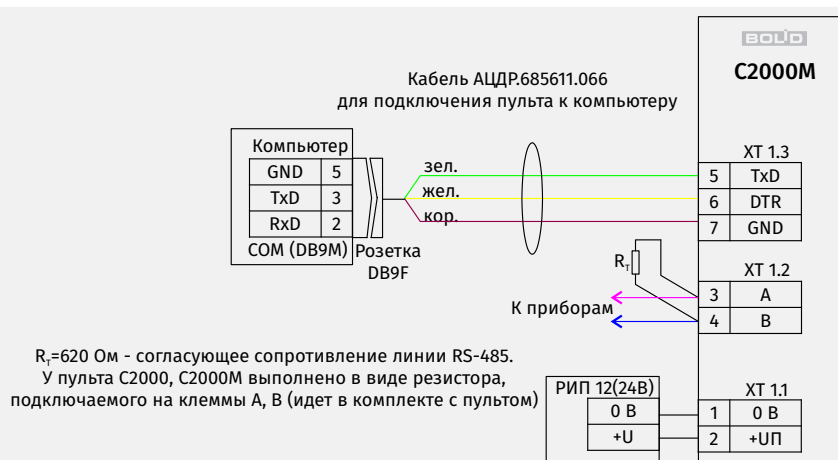 BOLID
С2000М
Кабель АЦДР.685611.066
для подключения пульта к компьютеру
Компьютер
GND 5
TxD 3
RxD 2
COM (DB9M)
Розетка
DB9F
зел.
жел.
кор.
XT 1.3
5 TxD
6 DTR
7 GND
Rт
XT 1.2
3 A
4 B
К приборам
Rт=620 Ом - согласующее сопротивление линии RS-485.
У пульта С2000, С2000М выполнено в виде резистора,
подключаемого на клеммы А, В (идет в комплекте с пультом)
РИП 12(24В)
0 В
+U
XT 1.1
1 0 В
2 +UП